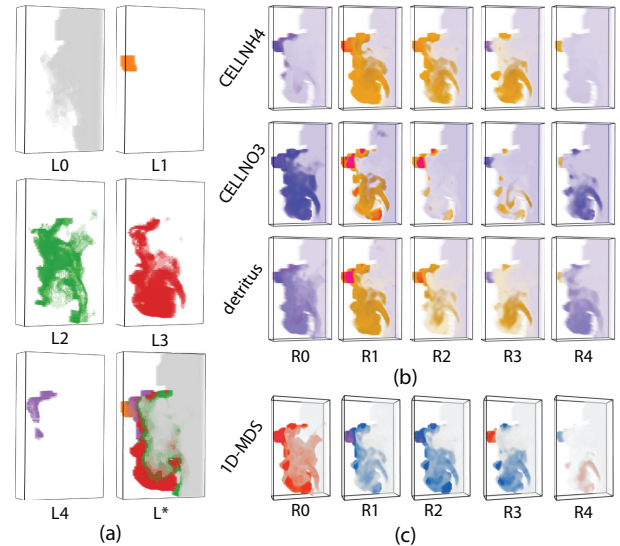 L0 L1
L2 L3
L4 L*
(a)
CELLNH4
CELLNO3
detritus
R0 R1 R2 R3 R4
(b)
1D-MDS
R0 R1 R2 R3 R4
(c)